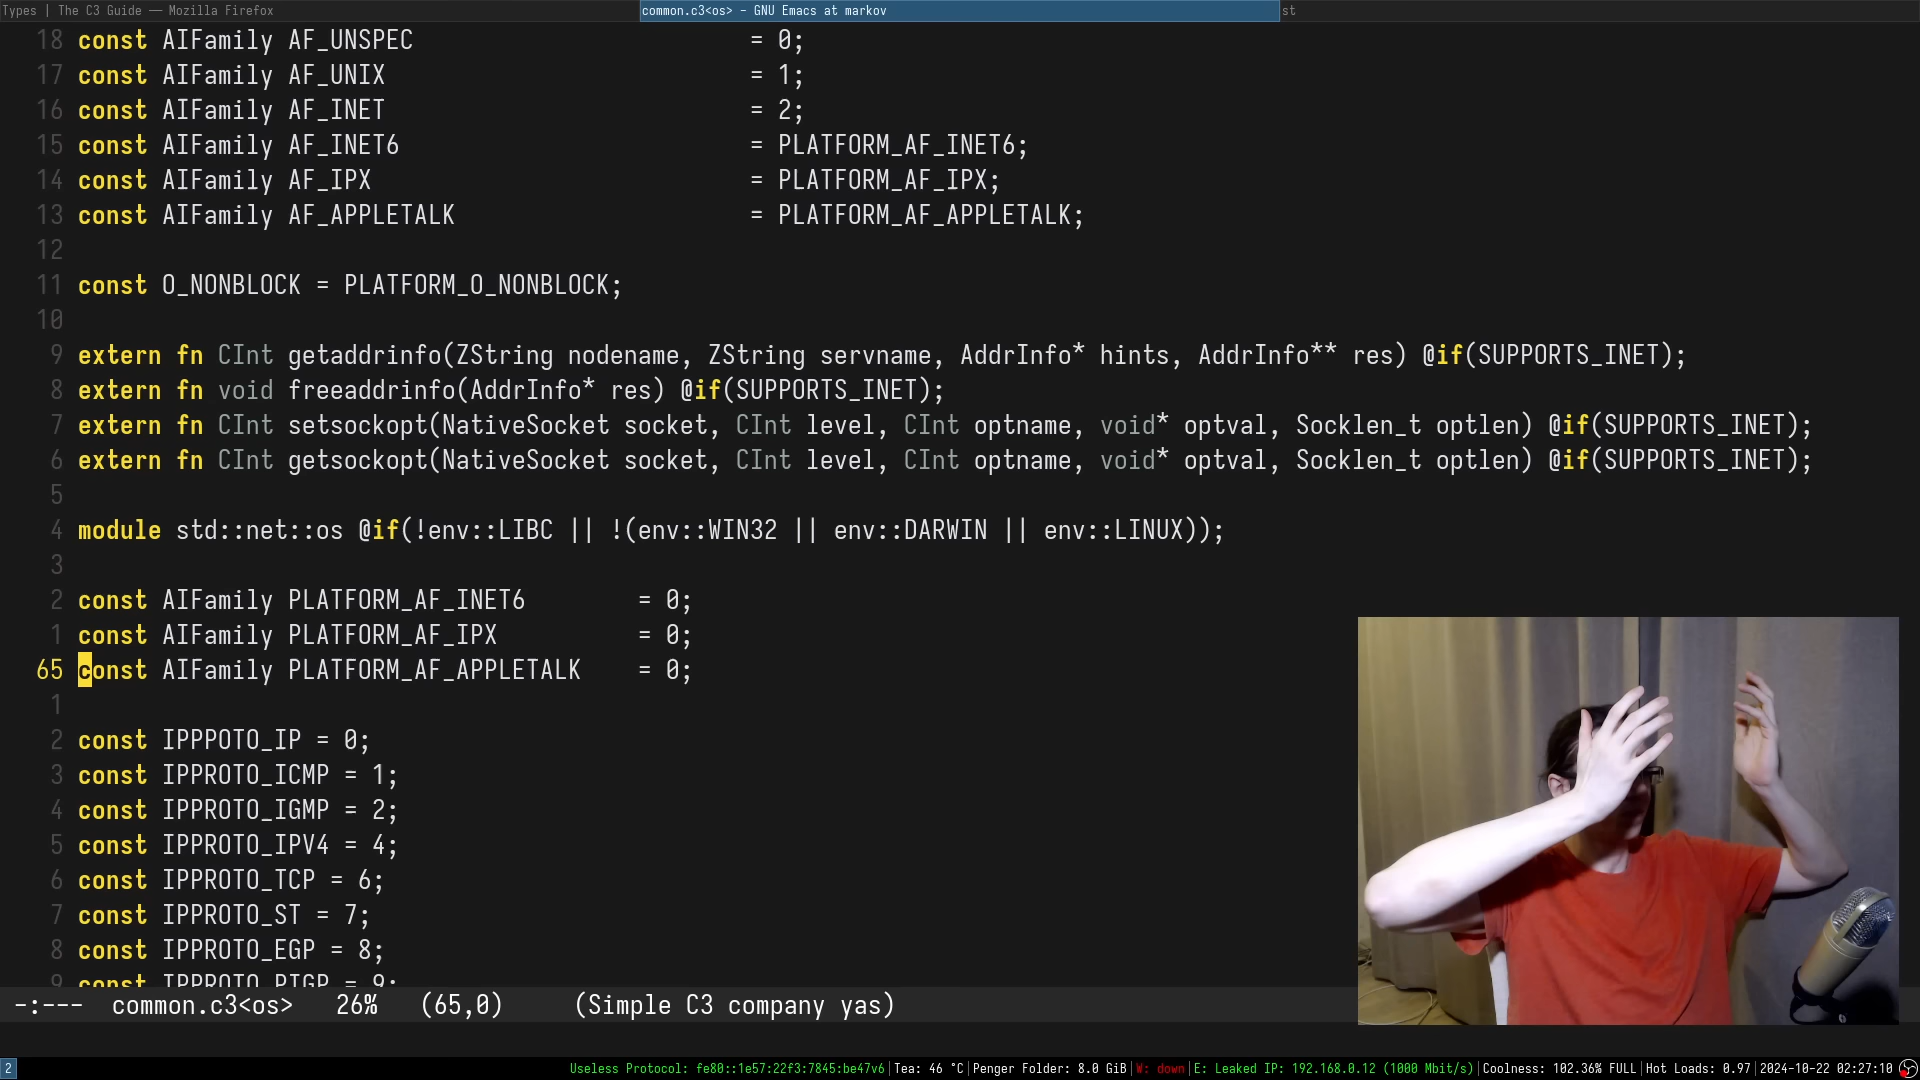 Types | The C3 Guide — Mozilla Firefox
common.c3<os> - GNU Emacs at markov
st
18 const AIFamily AF_UNSPEC = 0;
17 const AIFamily AF_UNIX = 1;
16 const AIFamily AF_INET = 2;
15 const AIFamily AF_INET6 = PLATFORM_AF_INET6;
14 const AIFamily AF_IPX = PLATFORM_AF_IPX;
13 const AIFamily AF_APPLETALK = PLATFORM_AF_APPLETALK;
12
11 const O_NONBLOCK = PLATFORM_O_NONBLOCK;
10
9 extern fn CInt getaddrinfo(ZString nodename, ZString servname, AddrInfo* hints, AddrInfo** res) @if(SUPPORTS_INET);
8 extern fn void freeaddrinfo(AddrInfo* res) @if(SUPPORTS_INET);
7 extern fn CInt setsockopt(NativeSocket socket, CInt level, CInt optname, void* optval, Socklen_t optlen) @if(SUPPORTS_INET);
6 extern fn CInt getsockopt(NativeSocket socket, CInt level, CInt optname, void* optval, Socklen_t optlen) @if(SUPPORTS_INET);
5
4 module std::net::os @if(!env::LIBC || !(env::WIN32 || env::DARWIN || env::LINUX));
3
2 const AIFamily PLATFORM_AF_INET6 = 0;
1 const AIFamily PLATFORM_AF_IPX = 0;
65 const AIFamily PLATFORM_AF_APPLETALK = 0;
1
2 const IPPPOTO_IP = 0;
3 const IPPROTO_ICMP = 1;
4 const IPPROTO_IGMP = 2;
5 const IPPROTO_IPV4 = 4;
6 const IPPROTO_TCP = 6;
7 const IPPROTO_ST = 7;
8 const IPPROTO_EGP = 8;
9 const IPPROTO_PIGP = 9;
-:--- common.c3<os> 26% (65,0) (Simple C3 company yas)
2 Useless Protocol: fe80::1e57:22f3:7845:be47v6|Tea: 46 °C|Penger Folder: 8.0 GiB|W: down|E: Leaked IP: 192.168.0.12 (1000 Mbit/s)|Coolness: 102.36% FULL|Hot Loads: 0.97|2024-10-22 02:27:10